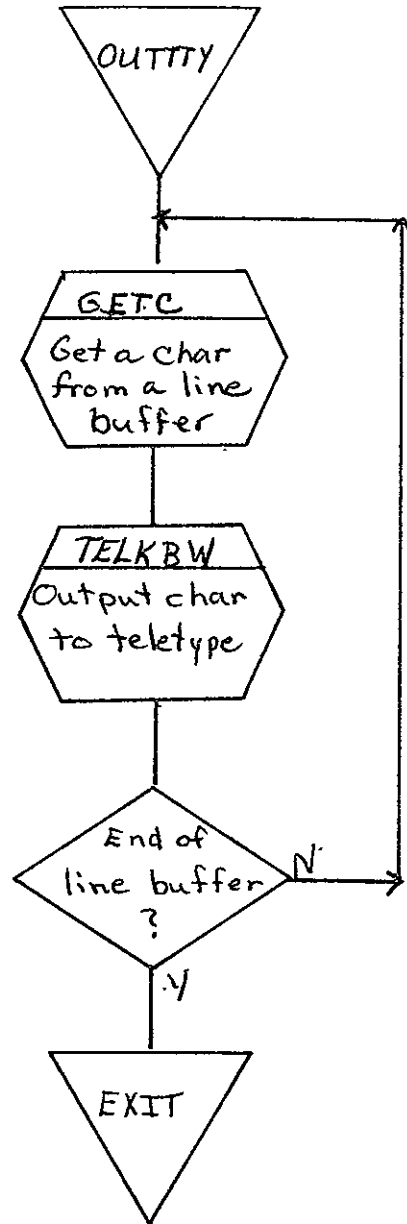 OUTTTY
GETC
Get a char
from a line
buffer
TELKBW
Output char
to teletype
End of
line buffer
?
N
Y
EXIT